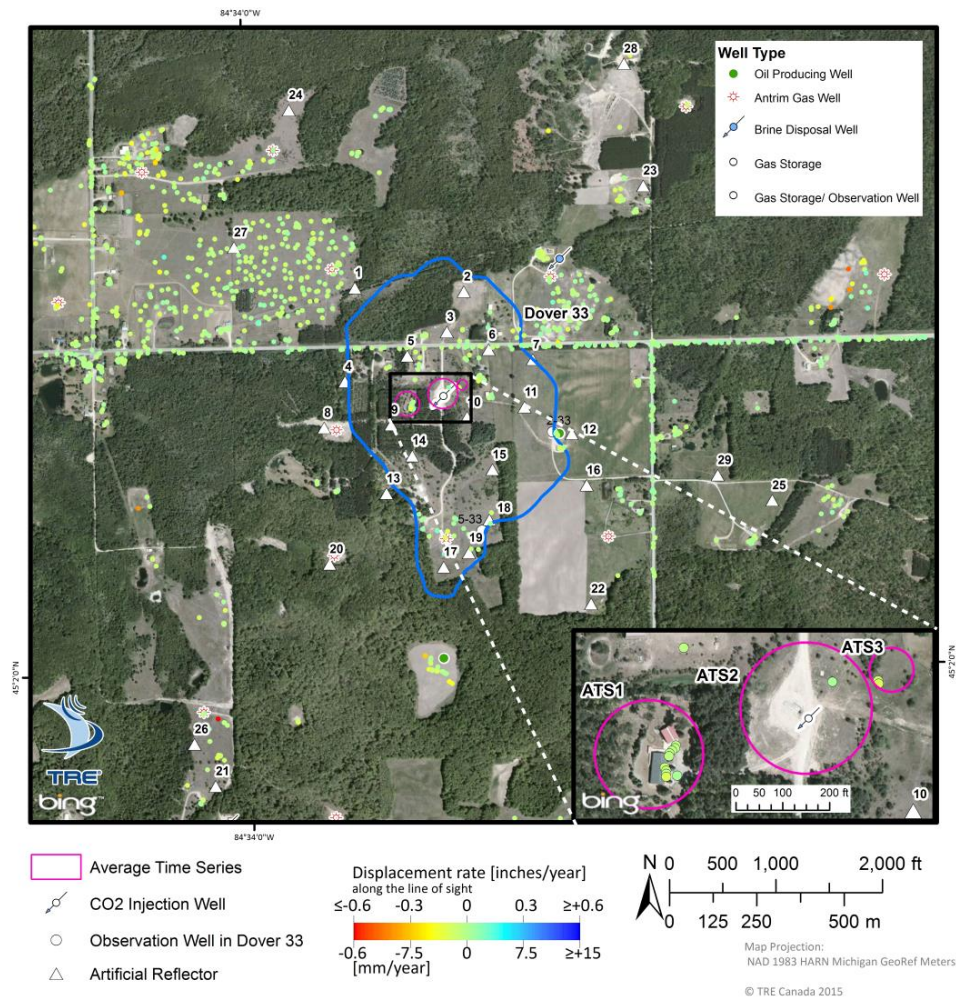 84°34'0"W
Well Type
Oil Producing Well
Antrim Gas Well
Brine Disposal Well
Gas Storage
Gas Storage/ Observation Well
28
24
23
27
1
2
Dover 33
3
6
5
7
4
11
10
9
8
12
14
15
29
13
16
25
5-33
18
20
19
17
22
45°2'0"N
45°2'0"N
26
21
TRE
bing
ATS1
ATS2
ATS3
bing
0 50 100 200 ft
10
84°34'0"W
Average Time Series
CO2 Injection Well
Observation Well in Dover 33
Artificial Reflector
Displacement rate [inches/year]
along the line of sight
≤-0.6 -0.3 0 0.3 ≥+0.6
-0.6 -7.5 0 7.5 ≥+15
[mm/year]
N 0 500 1,000 2,000 ft
0 125 250 500 m
Map Projection:
NAD 1983 HARN Michigan GeoRef Meters
© TRE Canada 2015